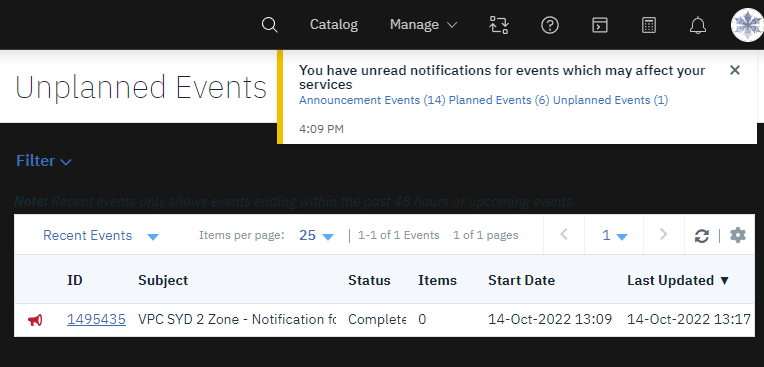 Catalog Manage
You have unread notifications for events which may affect your
services
Announcement Events (14) Planned Events (6) Unplanned Events (1)
4:09 PM
Unplanned Events
Filter
Note: Recent events only shows events ending within the past 48 hours or upcoming events.
Recent Events Items per page: 25 | 1-1 of 1 Events 1 of 1 pages 1
ID Subject Status Items Start Date Last Updated ▼
1495435 VPC SYD 2 Zone - Notification fo Complete 0 14-Oct-2022 13:09 14-Oct-2022 13:17